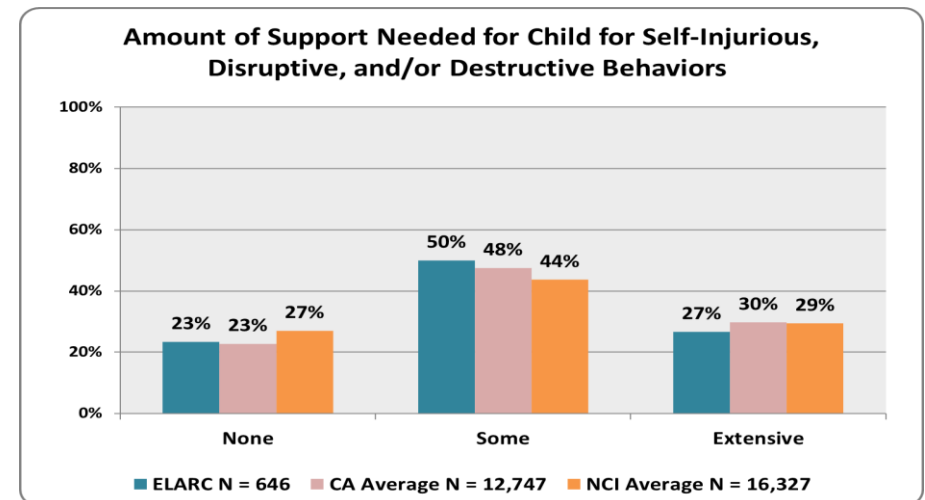 Amount of Support Needed for Child for Self-Injurious,
Disruptive, and/or Destructive Behaviors
100%
80%
60%
40%
20%
0%
23%
23%
27%
50%
48%
44%
27%
30%
29%
None
Some
Extensive
ELARC N = 646
CA Average N = 12,747
NCI Average N = 16,327